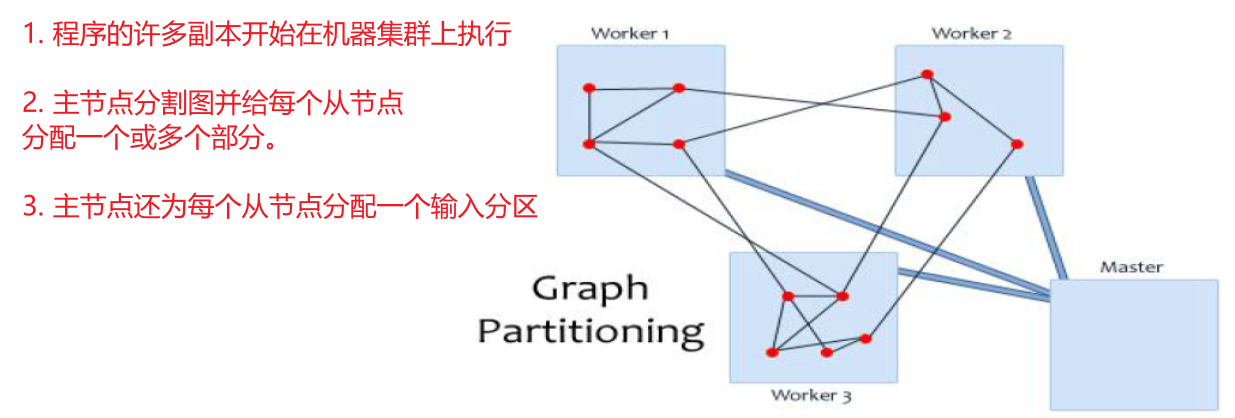 1. 程序的许多副本开始在机器集群上执行
2. 主节点分割图并给每个从节点
分配一个或多个部分。
3. 主节点还为每个从节点分配一个输入分区
Worker 1
Worker 2
Master
Graph
Partitioning
Worker 3